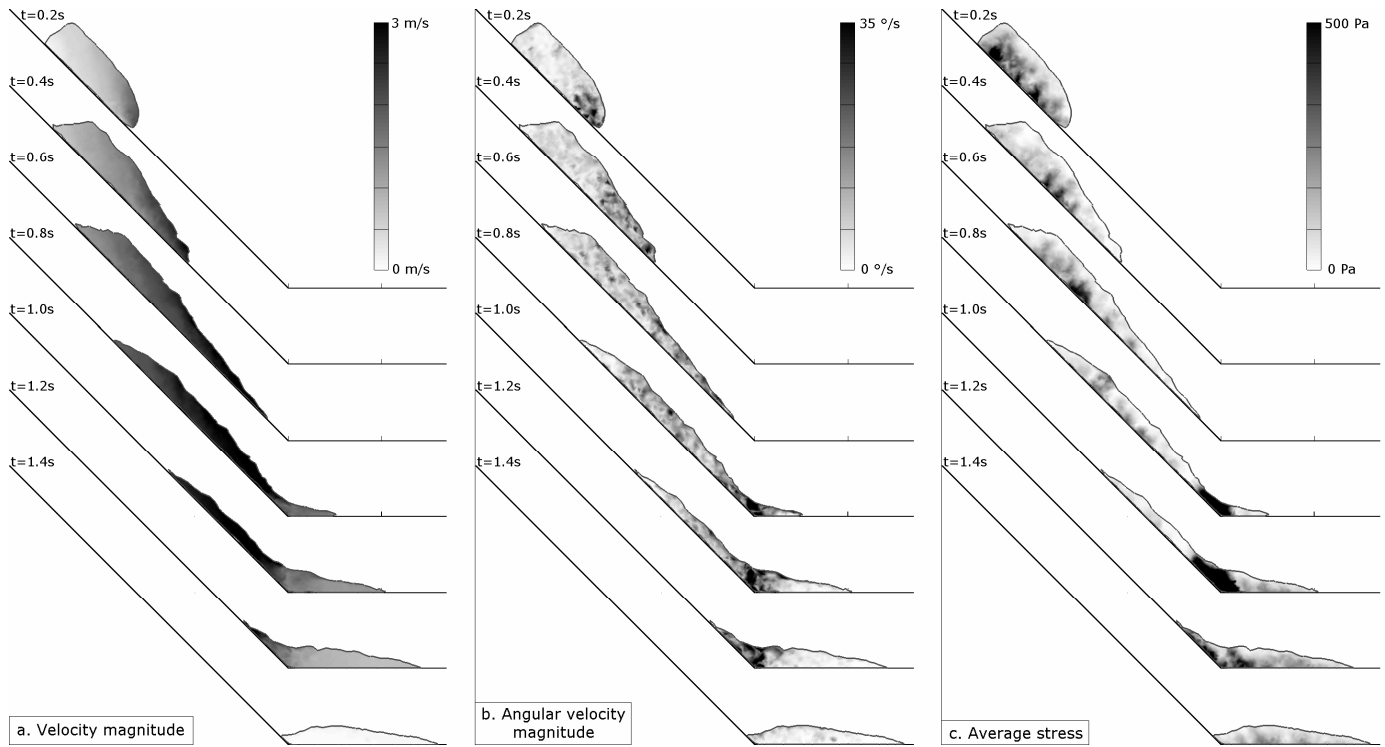 t=0.2s
t=0.4s
t=0.6s
t=0.8s
t=1.0s
t=1.2s
t=1.4s
3 m/s
0 m/s
a. Velocity magnitude
t=0.2s
t=0.4s
t=0.6s
t=0.8s
t=1.0s
t=1.2s
t=1.4s
35 °/s
0 °/s
b. Angular velocity
magnitude
t=0.2s
t=0.4s
t=0.6s
t=0.8s
t=1.0s
t=1.2s
t=1.4s
500 Pa
0 Pa
c. Average stress